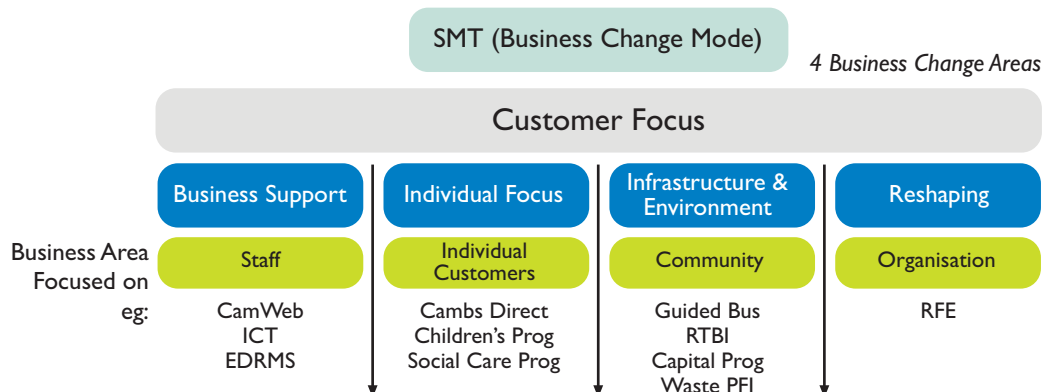 SMT (Business Change Mode)
4 Business Change Areas
Customer Focus
Business Support
Individual Focus
Infrastructure &
Environment
Reshaping
Business Area
Focused on
eg:
Staff
Individual
Customers
Community
Organisation
CamWeb
ICT
EDRMS
Cambs Direct
Children's Prog
Social Care Prog
Guided Bus
RTBI
Capital Prog
Waste PFI
RFE